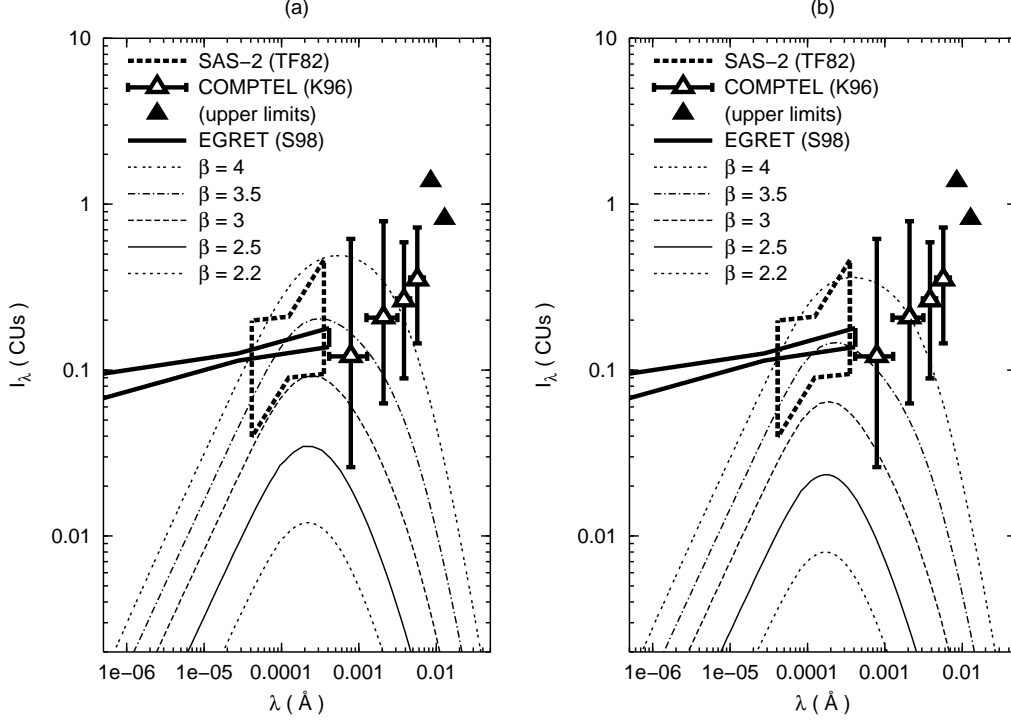 (a)
10
1
0.1
0.01
I_λ ( CUs )
SAS−2 (TF82)
COMPTEL (K96)
(upper limits)
EGRET (S98)
β = 4
β = 3.5
β = 3
β = 2.5
β = 2.2
1e−06 1e−05 0.0001 0.001 0.01
λ ( Å )
(b)
10
1
0.1
0.01
I_λ ( CUs )
SAS−2 (TF82)
COMPTEL (K96)
(upper limits)
EGRET (S98)
β = 4
β = 3.5
β = 3
β = 2.5
β = 2.2
1e−06 1e−05 0.0001 0.001 0.01
λ ( Å )